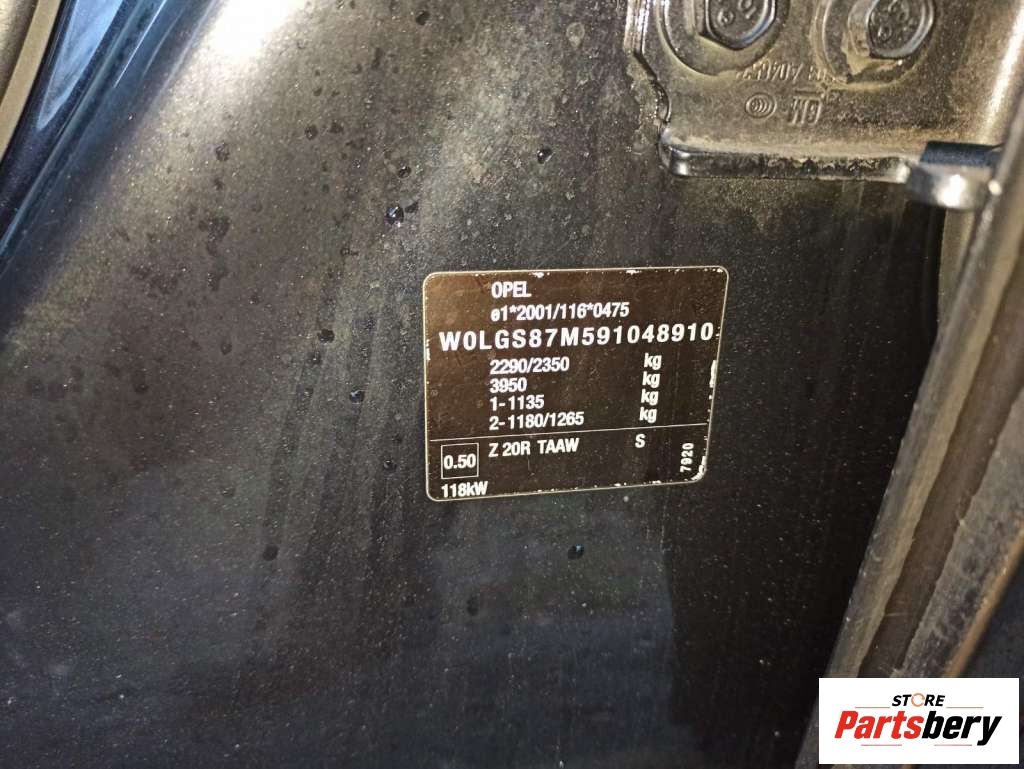 GM
OPEL
e1*2001/116*0475
W0LGS87M591048910
2290/2350 kg
3950 kg
1-1135 kg
2-1180/1265 kg
0.50 Z 20R TAAW S
7920
118kW
STORE
Partsbery